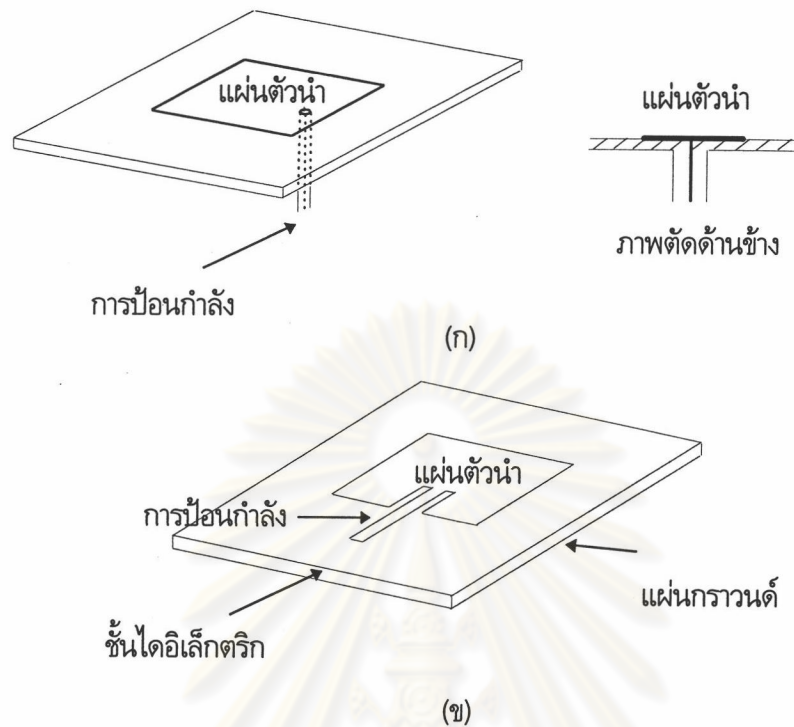 แผ่นตัวนำ
แผ่นตัวนำ
ภาพตัดด้านข้าง
การป้อนกำลัง
(ก)
แผ่นตัวนำ
การป้อนกำลัง
แผ่นกราวนด์
ชั้นไดอิเล็กตริก
(ข)